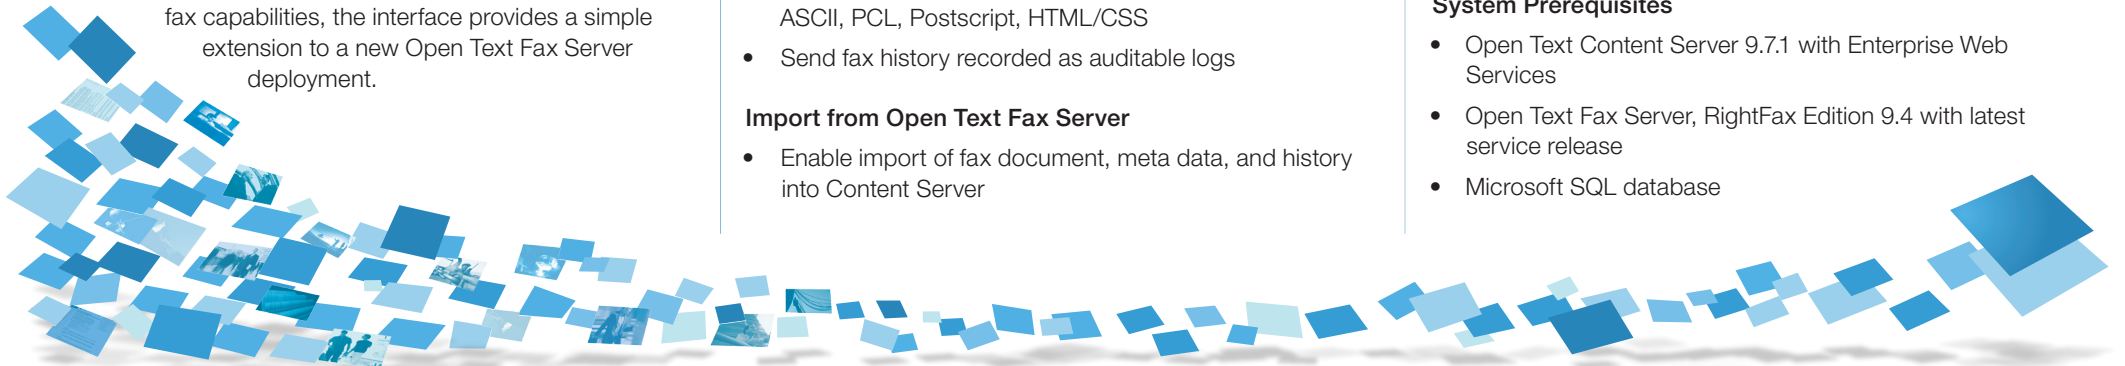 fax capabilities, the interface provides a simple
extension to a new Open Text Fax Server
deployment.
ASCII, PCL, Postscript, HTML/CSS
• Send fax history recorded as auditable logs
Import from Open Text Fax Server
• Enable import of fax document, meta data, and history
into Content Server
System Prerequisites
• Open Text Content Server 9.7.1 with Enterprise Web
Services
• Open Text Fax Server, RightFax Edition 9.4 with latest
service release
• Microsoft SQL database